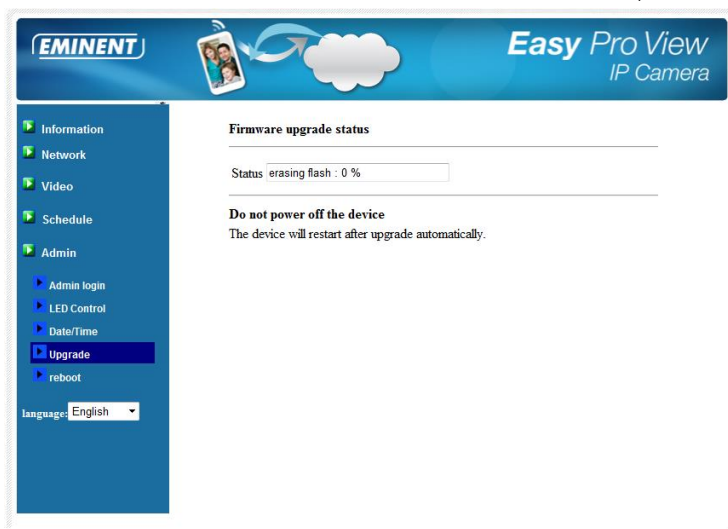 EMINENT
Easy Pro View
IP Camera
Information
Network
Video
Schedule
Admin
Admin login
LED Control
Date/Time
Upgrade
reboot
language: English
Firmware upgrade status
Status erasing flash : 0 %
Do not power off the device
The device will restart after upgrade automatically.